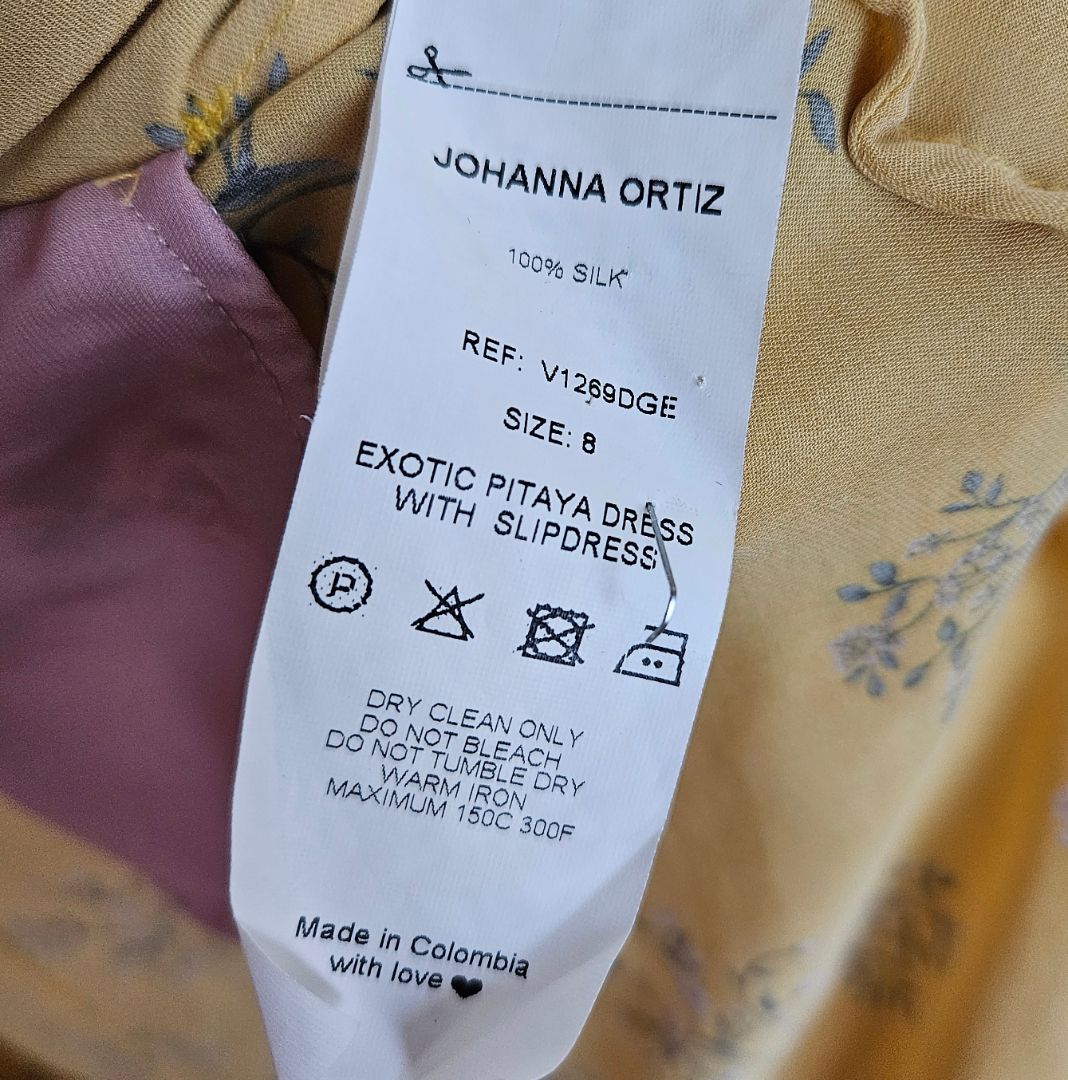 JOHANNA ORTIZ
100% SILK
REF: V1269DGE
SIZE: 8
EXOTIC PITAYA DRESS
WITH SLIPDRESS
P
DRY CLEAN ONLY
DO NOT BLEACH
DO NOT TUMBLE DRY
WARM IRON
MAXIMUM 150C 300F
Made in Colombia
with love ❤